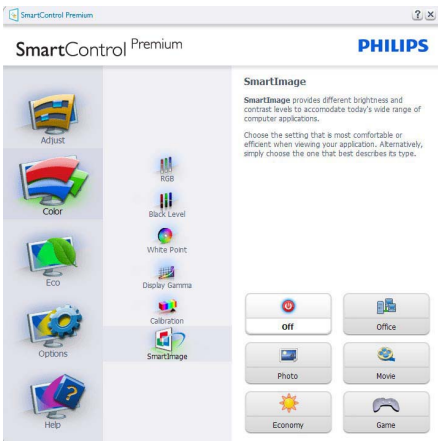 SmartControl Premium
SmartControl Premium
PHILIPS
Adjust
Color
Eco
Options
Help
RGB
Black Level
White Point
Display Gamma
Calibration
SmartImage
SmartImage
SmartImage provides different brightness and
contrast levels to accomodate today's wide range of
computer applications.
Choose the setting that is most comfortable or
efficient when viewing your application. Alternatively,
simply choose the one that best describes its type.
Off
Office
Photo
Movie
Economy
Game